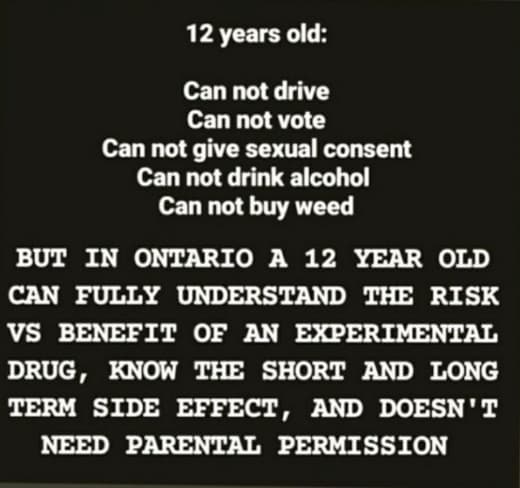 12 years old:
Can not drive
Can not vote
Can not give sexual consent
Can not drink alcohol
Can not buy weed
BUT IN ONTARIO A 12 YEAR OLD
CAN FULLY UNDERSTAND THE RISK
VS BENEFIT OF AN EXPERIMENTAL
DRUG, KNOW THE SHORT AND LONG
TERM SIDE EFFECT, AND DOESN'T
NEED PARENTAL PERMISSION